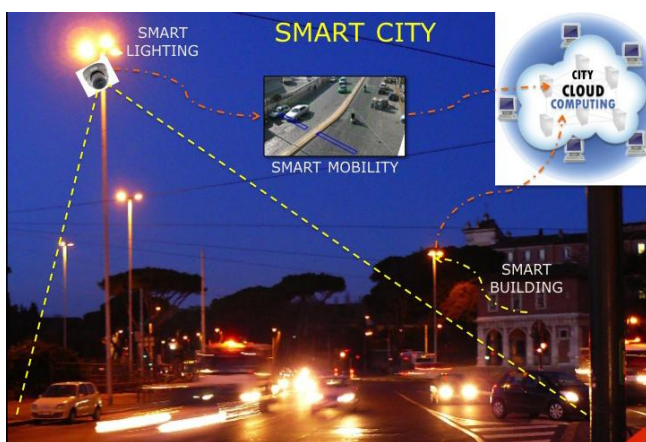 SMART
LIGHTING
SMART CITY
CITY
CLOUD
COMPUTING
SMART MOBILITY
SMART
BUILDING